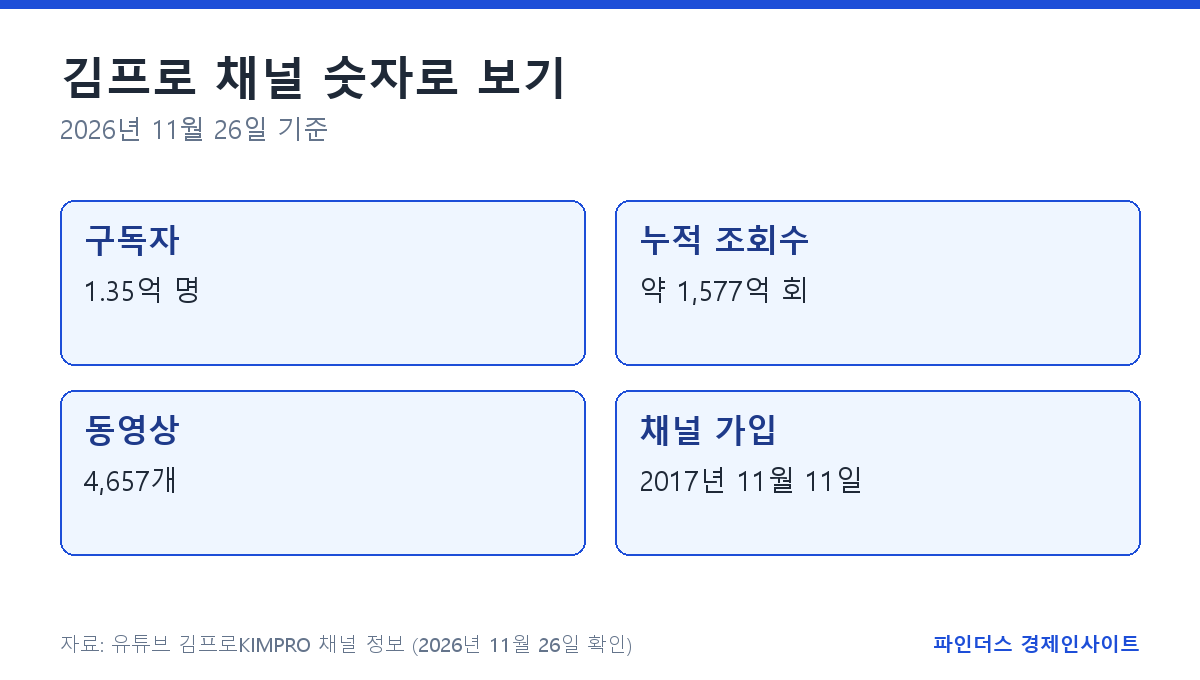 김프로 채널 숫자로 보기
2026년 11월 26일 기준
구독자
1.35억 명
누적 조회수
약 1,577억 회
동영상
4,657개
채널 가입
2017년 11월 11일
자료: 유튜브 김프로KIMPRO 채널 정보 (2026년 11월 26일 확인)
파인더스 경제인사이트